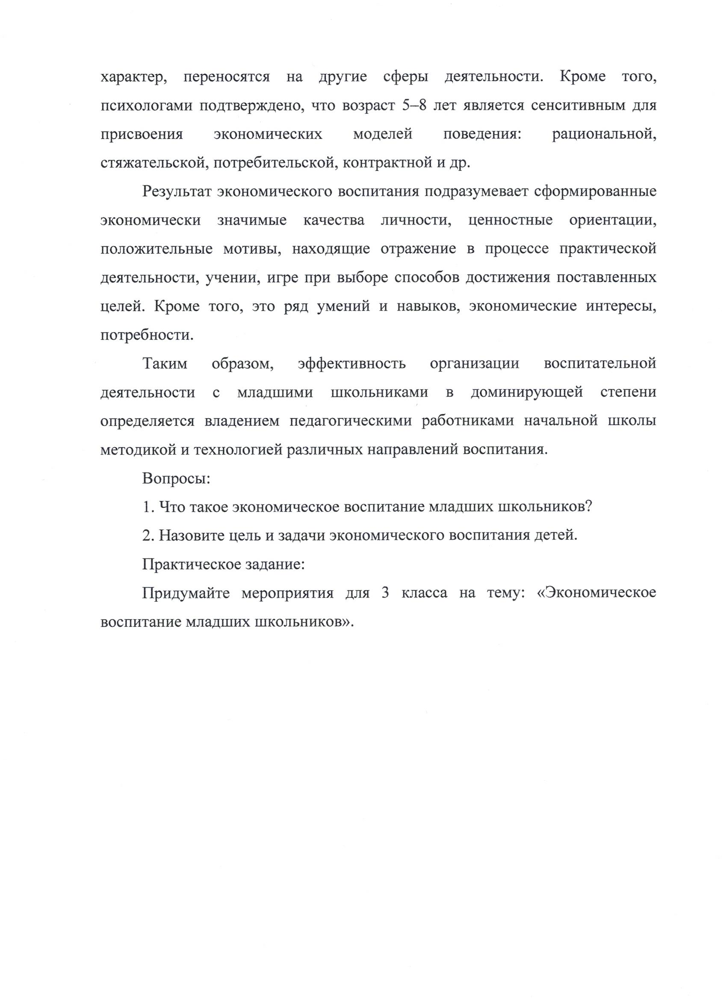 характер, переносятся на другие сферы деятельности. Кроме того,
психологами подтверждено, что возраст 5–8 лет является сенситивным для
присвоения экономических моделей поведения: рациональной,
стяжательской, потребительской, контрактной и др.
Результат экономического воспитания подразумевает сформированные
экономически значимые качества личности, ценностные ориентации,
положительные мотивы, находящие отражение в процессе практической
деятельности, учении, игре при выборе способов достижения поставленных
целей. Кроме того, это ряд умений и навыков, экономические интересы,
потребности.
Таким образом, эффективность организации воспитательной
деятельности с младшими школьниками в доминирующей степени
определяется владением педагогическими работниками начальной школы
методикой и технологией различных направлений воспитания.
Вопросы:
1. Что такое экономическое воспитание младших школьников?
2. Назовите цель и задачи экономического воспитания детей.
Практическое задание:
Придумайте мероприятия для 3 класса на тему: «Экономическое
воспитание младших школьников».